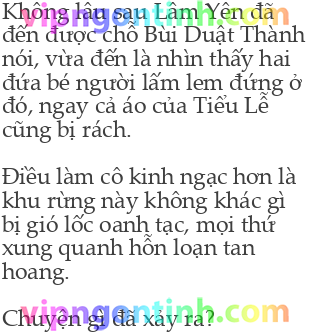 Không lâu sau Lâm Yên đã
đến được chỗ Bùi Duật Thành
nói, vừa đến là nhìn thấy hai
đứa bé người lấm lem đứng ở
đó, ngay cả áo của Tiểu Lễ
cũng bị rách.
Điều làm cô kinh ngạc hơn là
khu rừng này không khác gì
bị gió lốc oanh tạc, mọi thứ
xung quanh hỗn loạn tan
hoang.
Chuyện gì đã xảy ra?
vipngontinh.com
vipngontinh.com